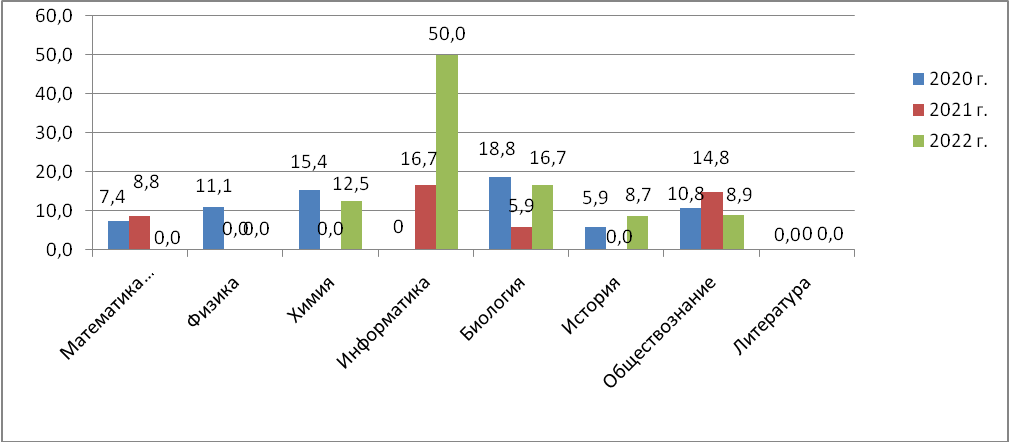 60,0
50,0
40,0
30,0
20,0
10,0
0,0
7,4
8,8
0,0
11,1
0,0
0,0
15,4
0,0
12,5
0
16,7
50,0
18,8
5,9
16,7
5,9
0,0
8,7
10,8
14,8
8,9
0,0
0
0,0
Математика...
Физика
Химия
Информатика
Биология
История
Обществознание
Литература
2020 г.
2021 г.
2022 г.